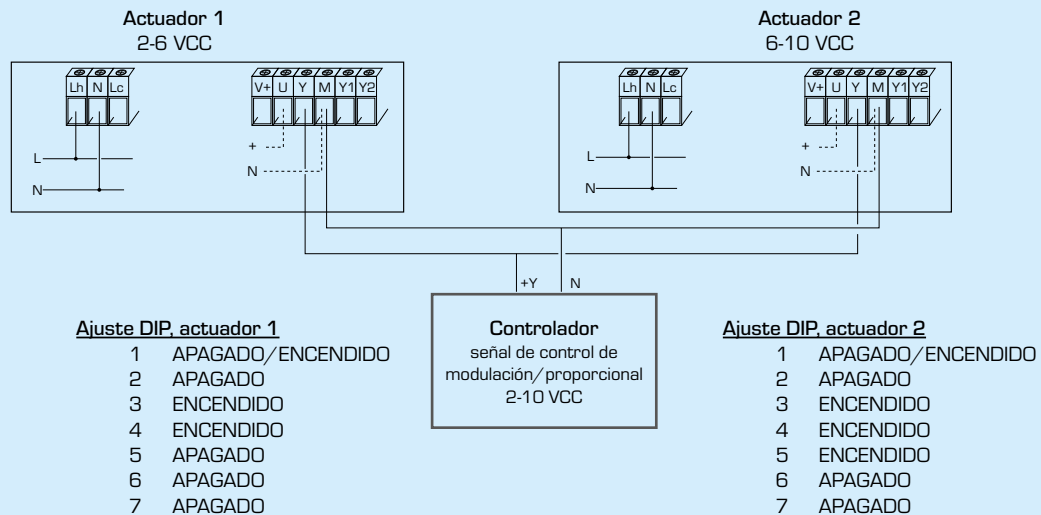 Actuador 1
2-6 VCC
Lh N Lc
V+ U Y M Y1 Y2
L
N
+
N
Actuador 2
6-10 VCC
Lh N Lc
V+ U Y M Y1 Y2
L
N
+
N
+Y N
Controlador
señal de control de
modulación/proporcional
2-10 VCC
Ajuste DIP, actuador 1
1 APAGADO/ENCENDIDO
2 APAGADO
3 ENCENDIDO
4 ENCENDIDO
5 APAGADO
6 APAGADO
7 APAGADO
Ajuste DIP, actuador 2
1 APAGADO/ENCENDIDO
2 APAGADO
3 ENCENDIDO
4 ENCENDIDO
5 ENCENDIDO
6 APAGADO
7 APAGADO